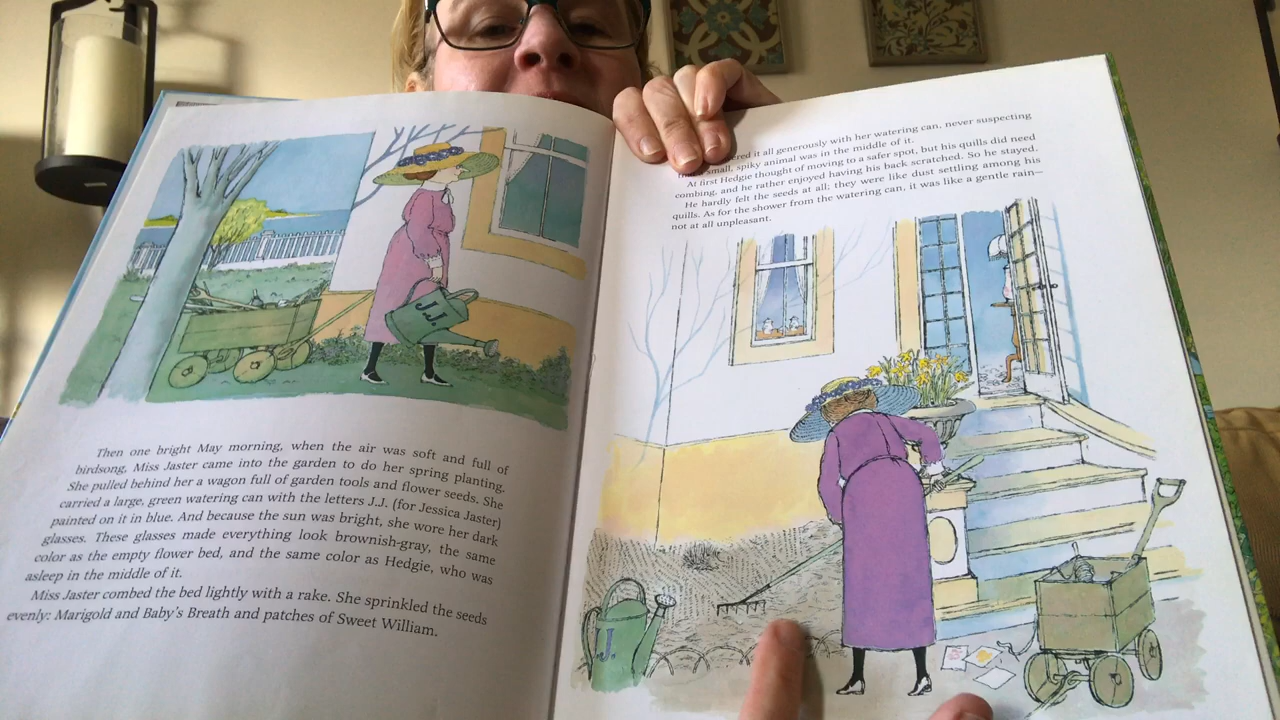 J.J.
Then one bright May morning, when the air was soft and full of
birdsong, Miss Jaster came into the garden to do her spring planting.
She pulled behind her a wagon full of garden tools and flower seeds. She
carried a large, green watering can with the letters J.J. (for Jessica Jaster)
painted on it in blue. And because the sun was bright, she wore her dark
glasses. These glasses made everything look brownish-gray, the same
color as the empty flower bed, and the same color as Hedgie, who was
asleep in the middle of it.
Miss Jaster combed the bed lightly with a rake. She sprinkled the seeds
evenly: Marigold and Baby's Breath and patches of Sweet William.
it all generously with her watering can, never suspecting
small, spiky animal was in the middle of it.
At first Hedgie thought of moving to a safer spot, but his quills did need
combing, and he rather enjoyed having his back scratched. So he stayed.
He hardly felt the seeds at all; they were like dust settling among his
quills. As for the shower from the watering can, it was like a gentle rain—
not at all unpleasant.
J.